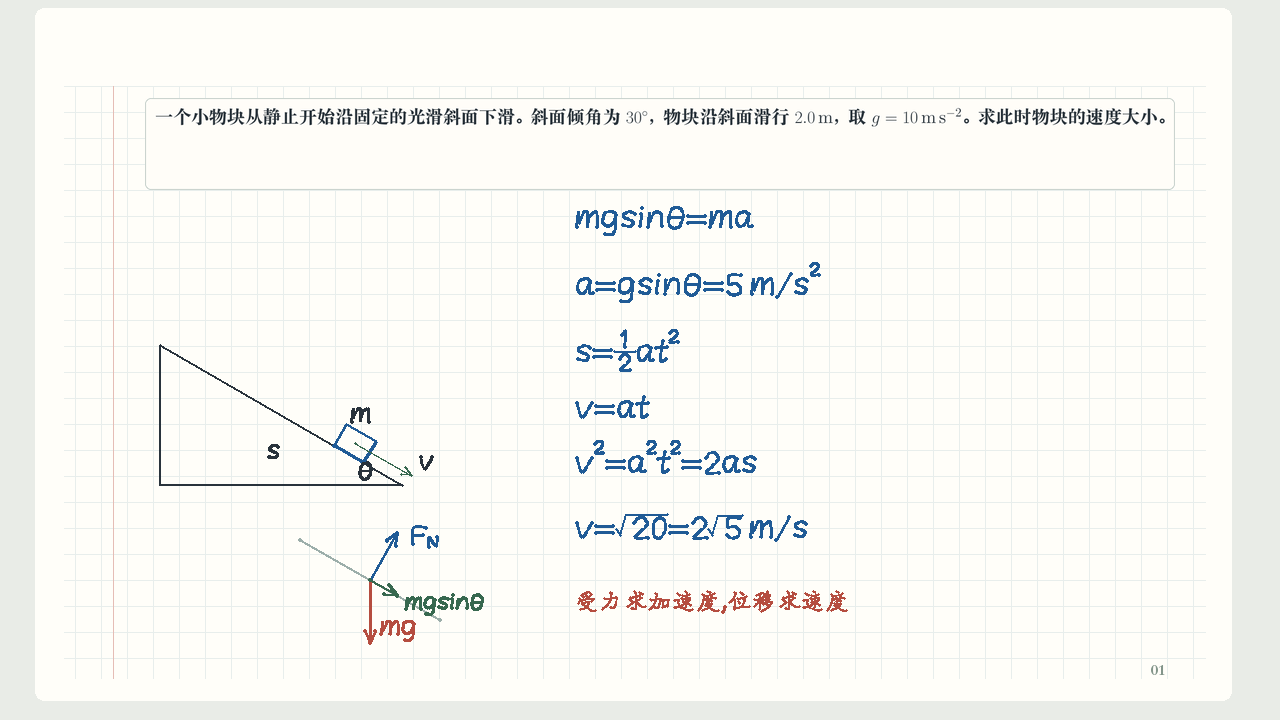 一个小物块从静止开始沿固定的光滑斜面下滑。斜面倾角为 30°，物块沿斜面滑行 2.0 m，取 g = 10 m s⁻²。求此时物块的速度大小。
mgsinθ=ma
a=gsinθ=5 m/s²
s=½at²
v=at
v²=a²t²=2as
v=√20=2√5 m/s
受力求加速度,位移求速度
m
s
θ
v
F_N
mgsinθ
mg
01